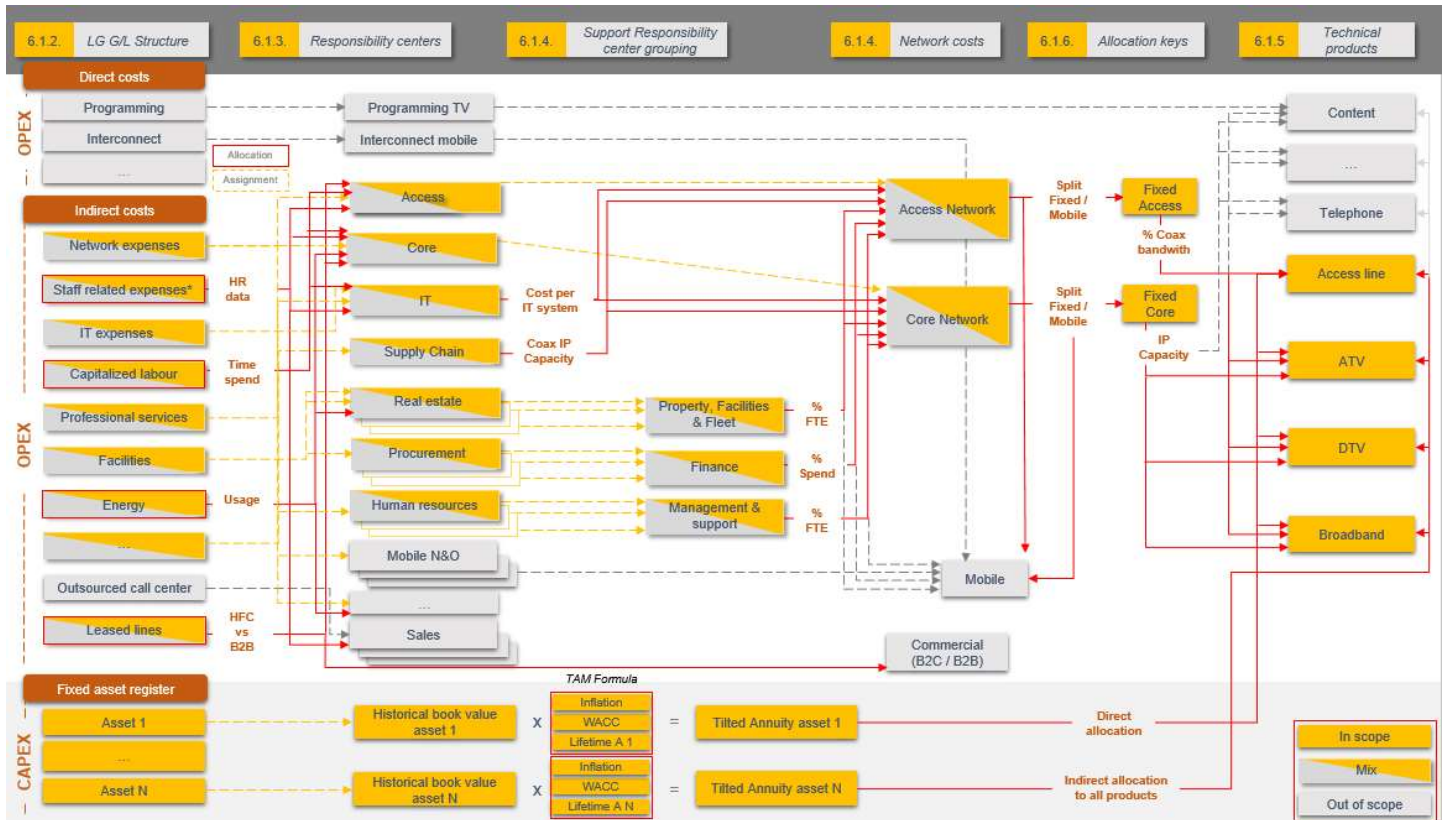 6.1.2. LG G/L Structure
6.1.3. Responsibility centers
6.1.4. Support Responsibility
center grouping
6.1.4. Network costs
6.1.6. Allocation keys
6.1.5 Technical
products
OPEX
Direct costs
Programming
Interconnect
...
Allocation
Assignment
Programming TV
Interconnect mobile
Content
...
Telephone
OPEX
Indirect costs
Network expenses
Staff related expenses*
IT expenses
Capitalized labour
Professional services
Facilities
Energy
...
Outsourced call center
Leased lines
HR
data
Time
spend
Usage
HFC
vs
B2B
Access
Core
IT
Supply Chain
Real estate
Procurement
Human resources
Mobile N&O
...
Sales
Cost per
IT system
Coax IP
Capacity
Property, Facilities
& Fleet
Finance
Management &
support
%
FTE
%
Spend
%
FTE
Access Network
Core Network
Mobile
Commercial
(B2C / B2B)
Split
Fixed /
Mobile
Split
Fixed /
Mobile
Fixed
Access
% Coax
bandwith
Fixed
Core
IP
Capacity
Access line
ATV
DTV
Broadband
CAPEX
Fixed asset register
Asset 1
...
Asset N
Historical book value
asset 1
Historical book value
asset N
X
X
TAM Formula
Inflation
WACC
Lifetime A 1
Inflation
WACC
Lifetime A N
=
=
Tilted Annuity asset 1
Tilted Annuity asset N
Direct
allocation
Indirect allocation
to all products
In scope
Mix
Out of scope